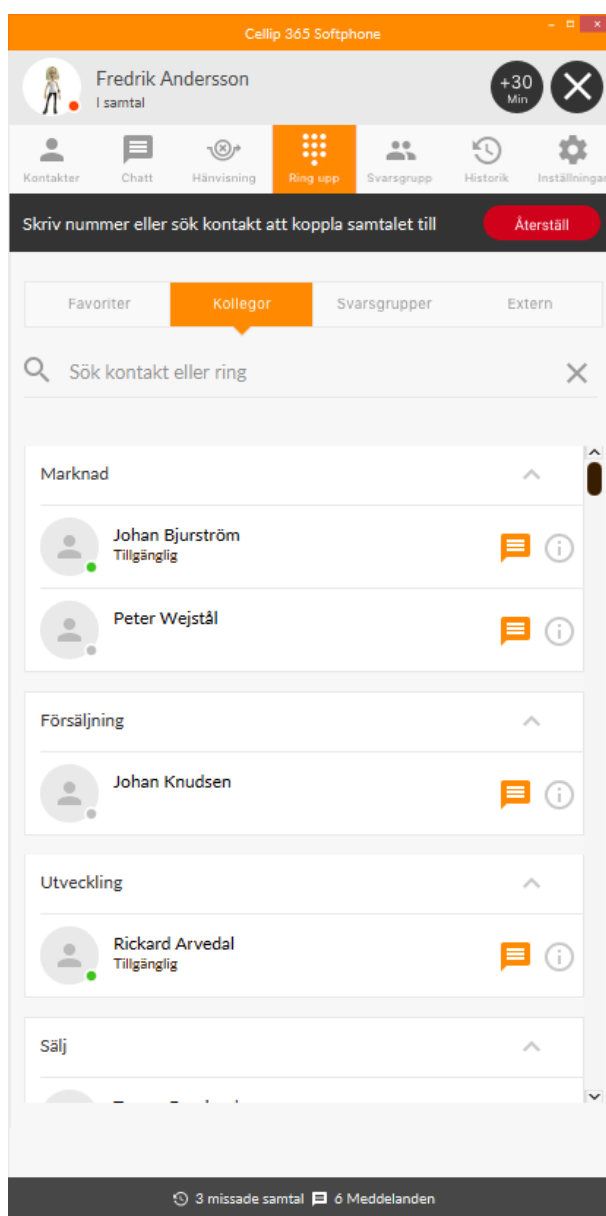 Cellip 365 Softphone
Fredrik Andersson
I samtal
+30
Min
Kontakter Chatt Hänvisning Ring upp Svarsgrupp Historik Inställningar
Skriv nummer eller sök kontakt att koppla samtalet till Återställ
Favoriter Kollegor Svarsgrupper Extern
Sök kontakt eller ring
Marknad
Johan Bjurström
Tillgänglig
Peter Wejstål
Försäljning
Johan Knudsen
Utveckling
Rickard Arvedal
Tillgänglig
Sälj
3 missade samtal 6 Meddelanden